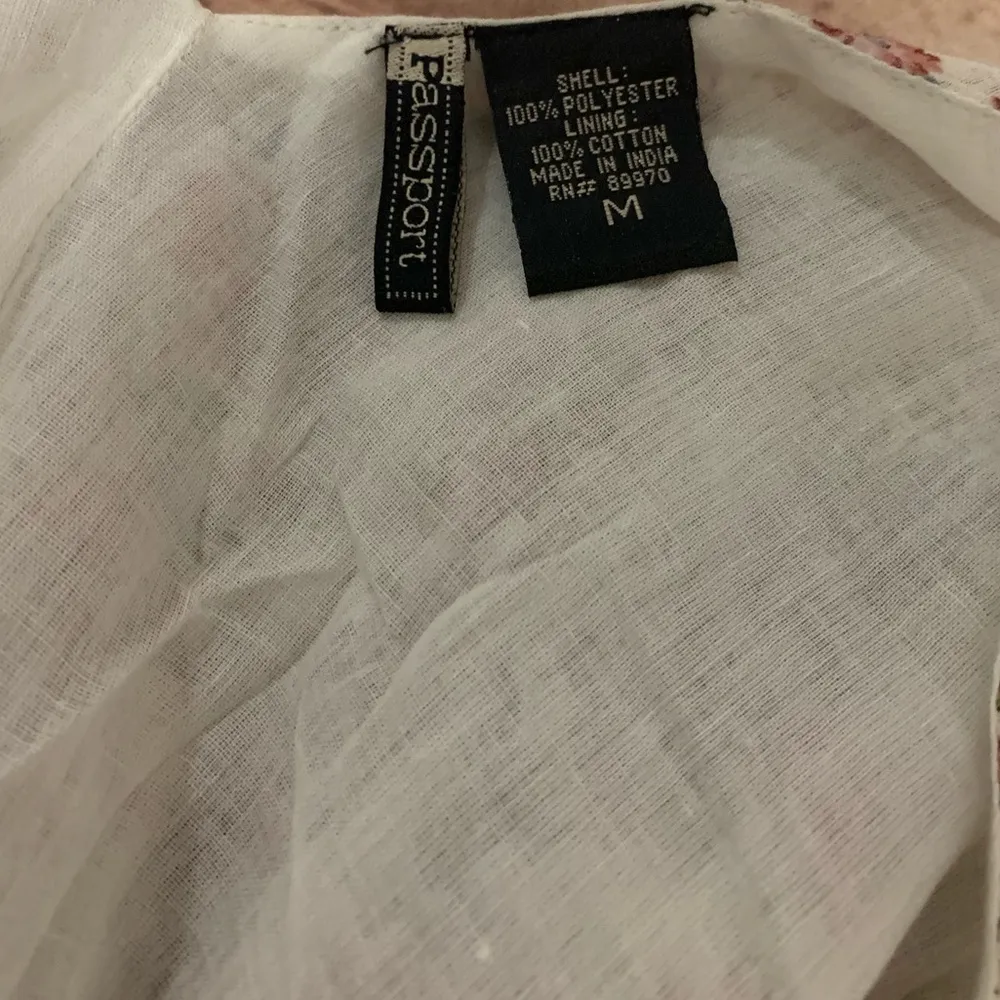 Passport
SHELL:
100% POLYESTER
LINING:
100% COTTON
MADE IN INDIA
RN# 89970
M